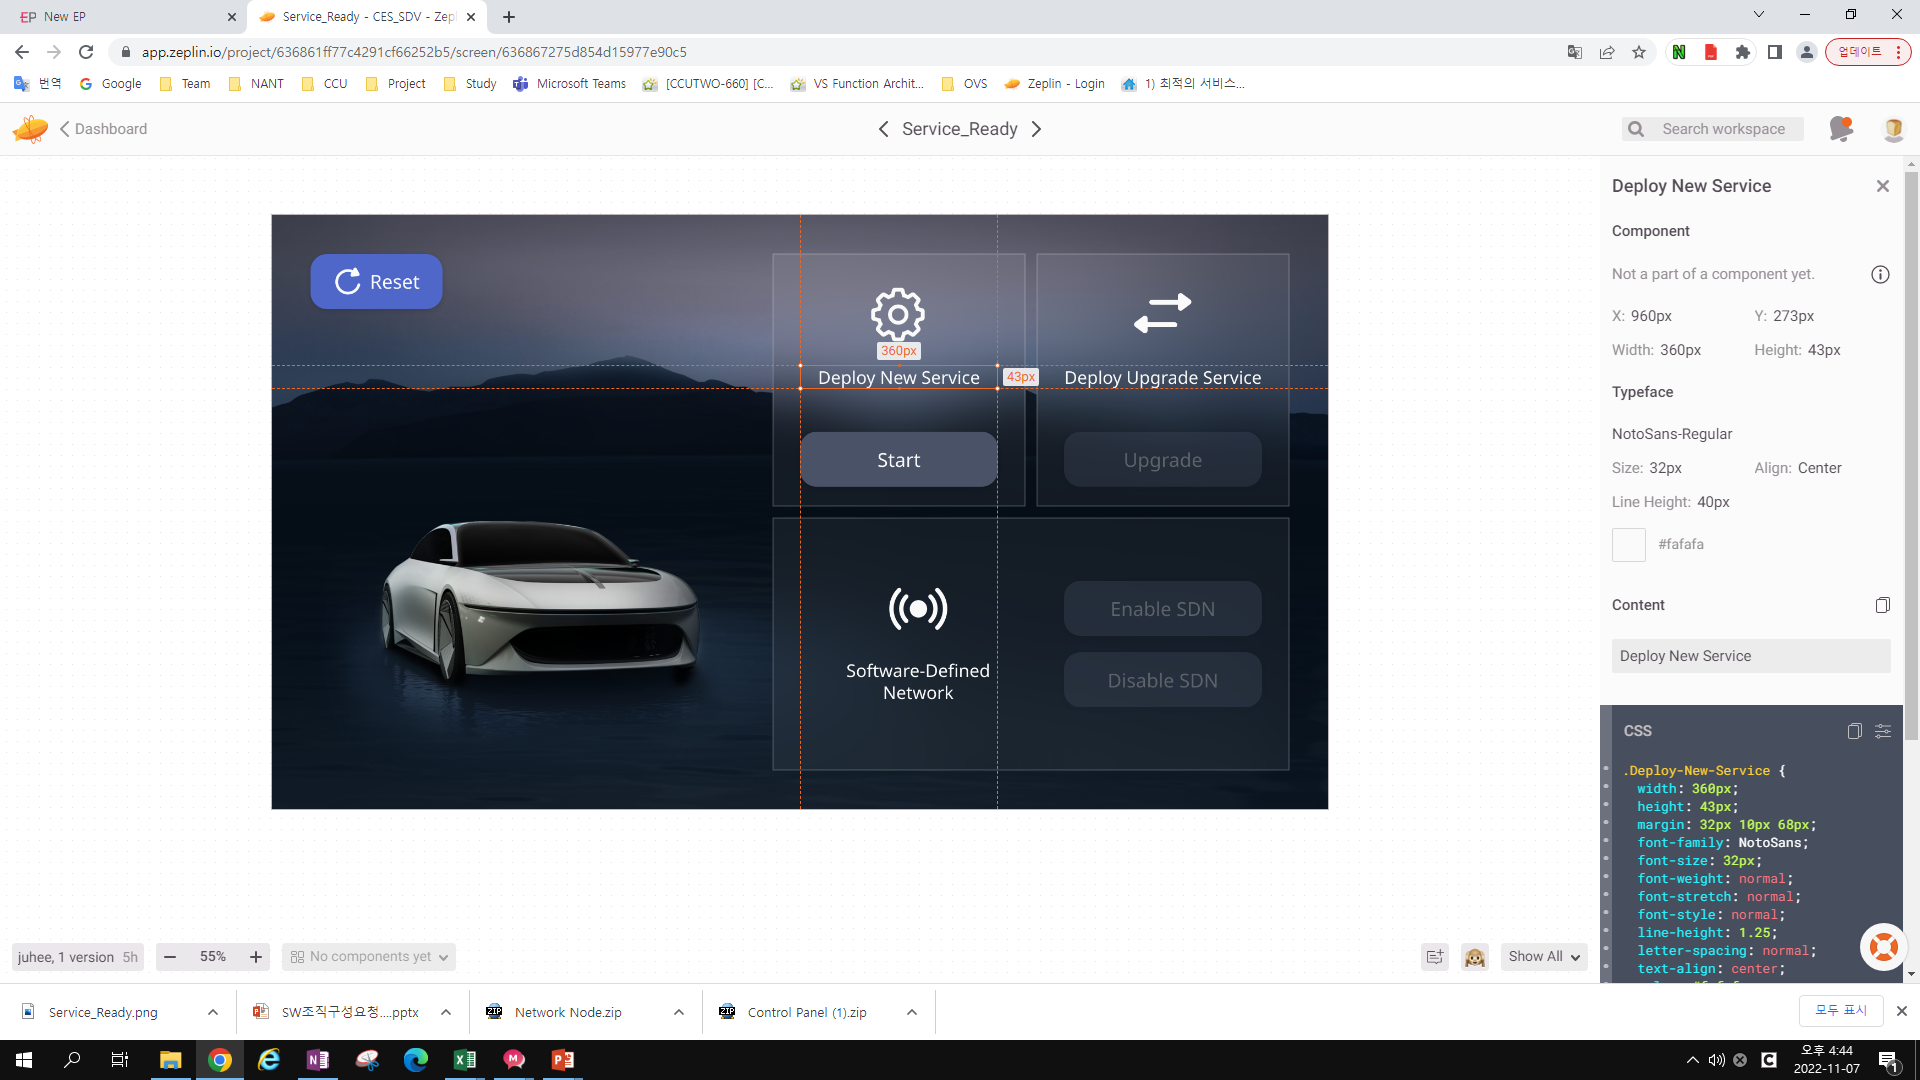 New EP
Service_Ready - CES_SDV - Zepl
app.zeplin.io/project/636861ff77c4291cf66252b5/screen/636867275d854d15977e90c5
업데이트
번역
Google
Team
NANT
CCU
Project
Study
Microsoft Teams
[CCUTWO-660] [C...
VS Function Archit...
OVS
Zeplin - Login
1) 최적의 서비스...
Dashboard
Service_Ready
Search workspace
Reset
360px
Deploy New Service
43px
Deploy Upgrade Service
Start
Upgrade
Software-Defined
Network
Enable SDN
Disable SDN
Deploy New Service
Component
Not a part of a component yet.
X: 960px
Y: 273px
Width: 360px
Height: 43px
Typeface
NotoSans-Regular
Size: 32px
Align: Center
Line Height: 40px
#fafafa
Content
Deploy New Service
CSS
.Deploy-New-Service {
width: 360px;
height: 43px;
margin: 32px 10px 68px;
font-family: NotoSans;
font-size: 32px;
font-weight: normal;
font-stretch: normal;
font-style: normal;
line-height: 1.25;
letter-spacing: normal;
text-align: center;
juhee, 1 version 5h
55%
No components yet
Show All
Service_Ready.png
SW조직구성요청....pptx
Network Node.zip
Control Panel (1).zip
모두 표시
오후 4:44
2022-11-07
1